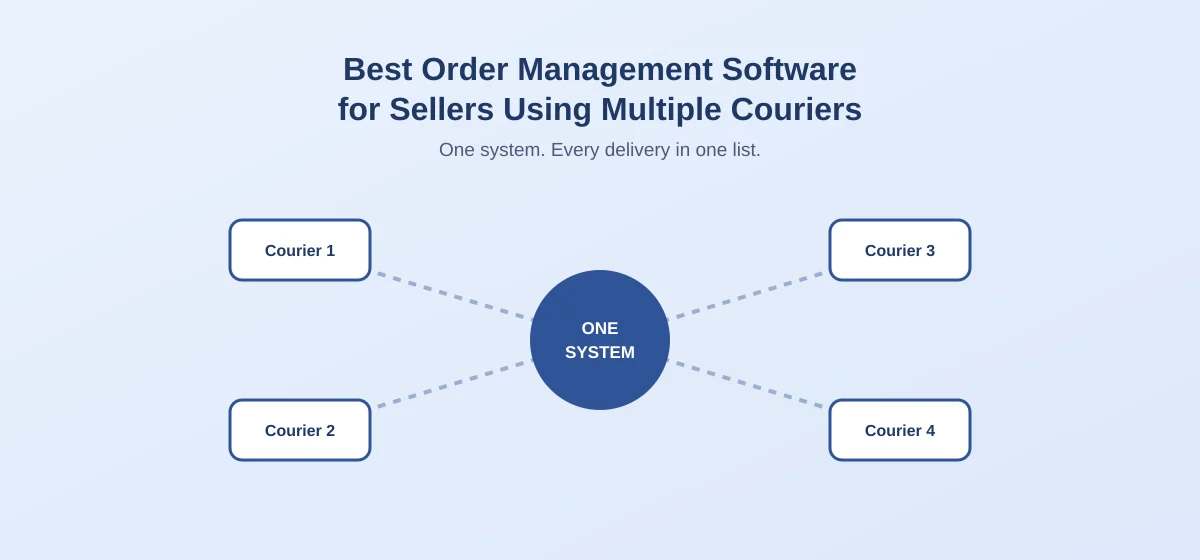 Best Order Management Software
for Sellers Using Multiple Couriers
One system. Every delivery in one list.
Courier 1
Courier 3
ONE
SYSTEM
Courier 2
Courier 4